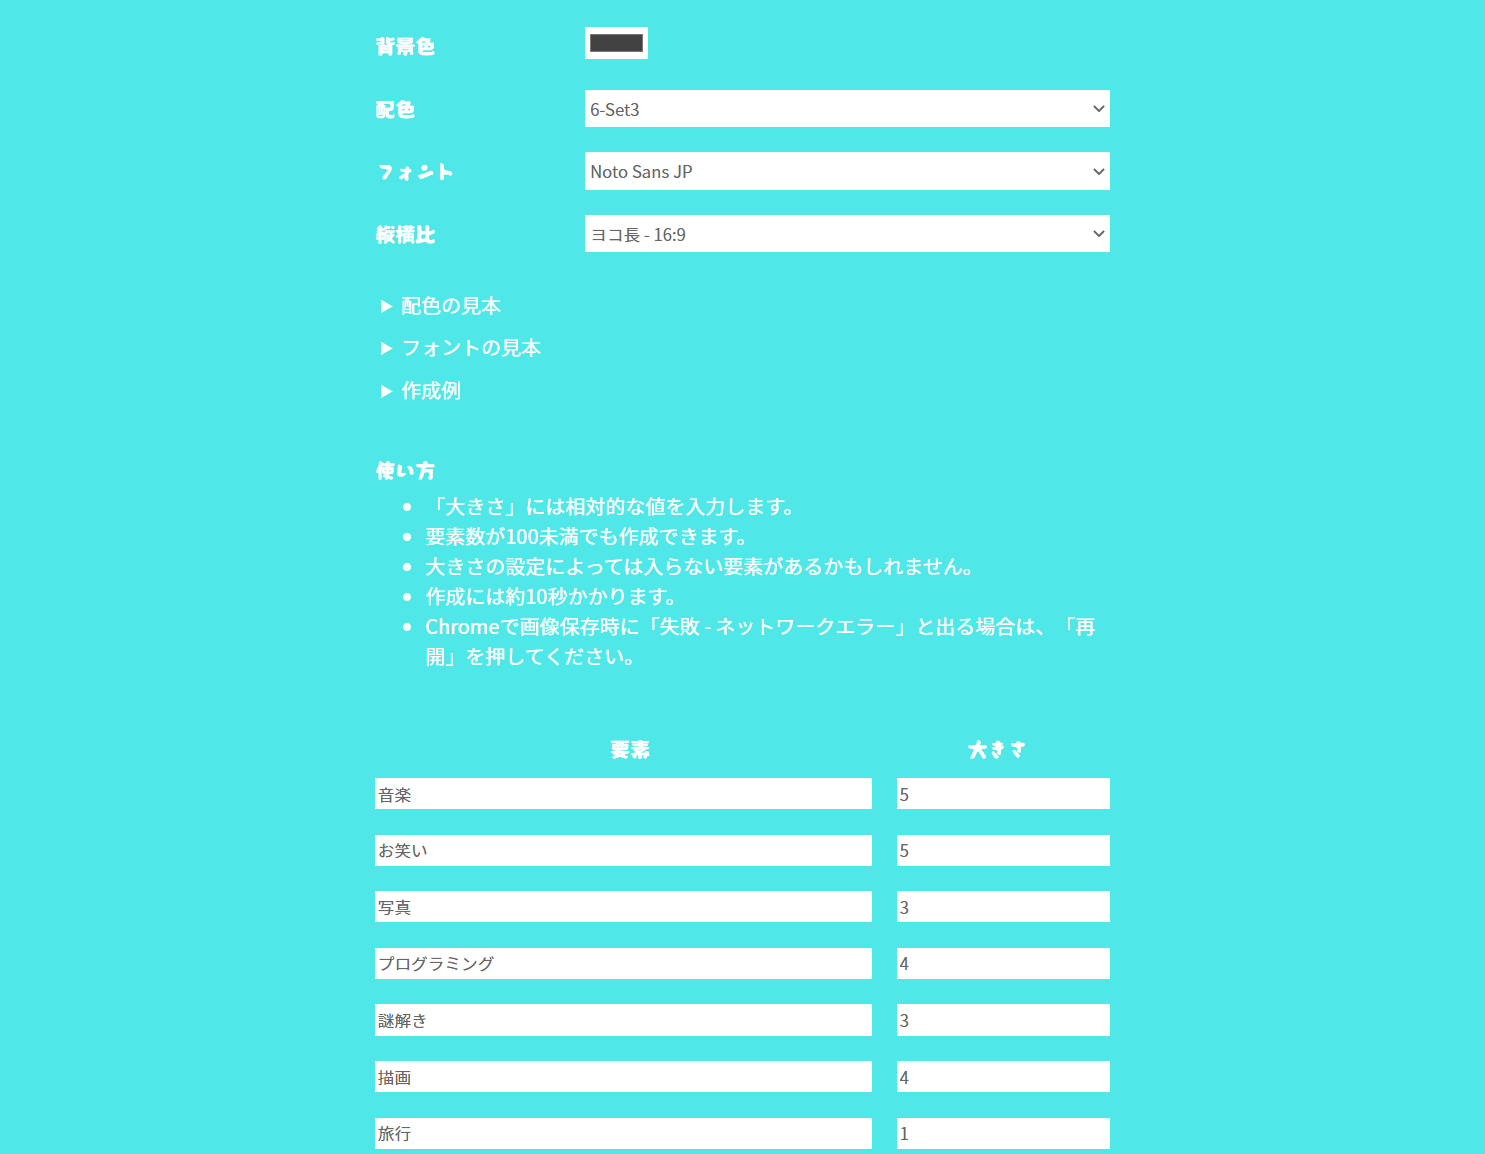 背景色
配色 6-Set3
フォント Noto Sans JP
縦横比 ヨコ長 - 16:9
▶ 配色の見本
▶ フォントの見本
▶ 作成例
使い方
• 「大きさ」には相対的な値を入力します。
• 要素数が100未満でも作成できます。
• 大きさの設定によっては入らない要素があるかもしれません。
• 作成には約10秒かかります。
• Chromeで画像保存時に「失敗 - ネットワークエラー」と出る場合は、「再
開」を押してください。
要素 大きさ
音楽 5
お笑い 5
写真 3
プログラミング 4
謎解き 3
描画 4
旅行 1